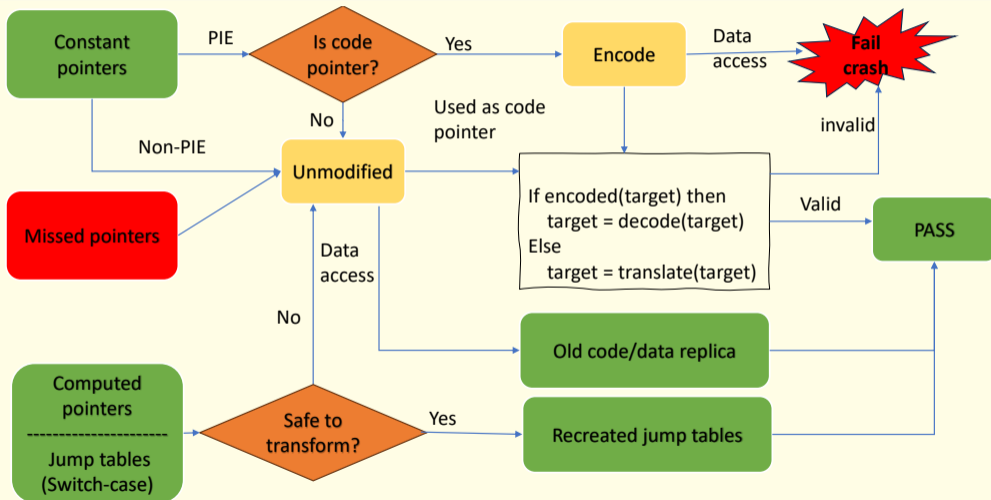 Constant
pointers
PIE
Is code
pointer?
Yes
Encode
Data
access
Fail
crash
No
Used as code
pointer
invalid
Non-PIE
Unmodified
Missed pointers
If encoded(target) then
target = decode(target)
Else
target = translate(target)
Valid
PASS
Data
access
No
Old code/data replica
Computed
pointers
----------------------
Jump tables
(Switch-case)
Safe to
transform?
Yes
Recreated jump tables